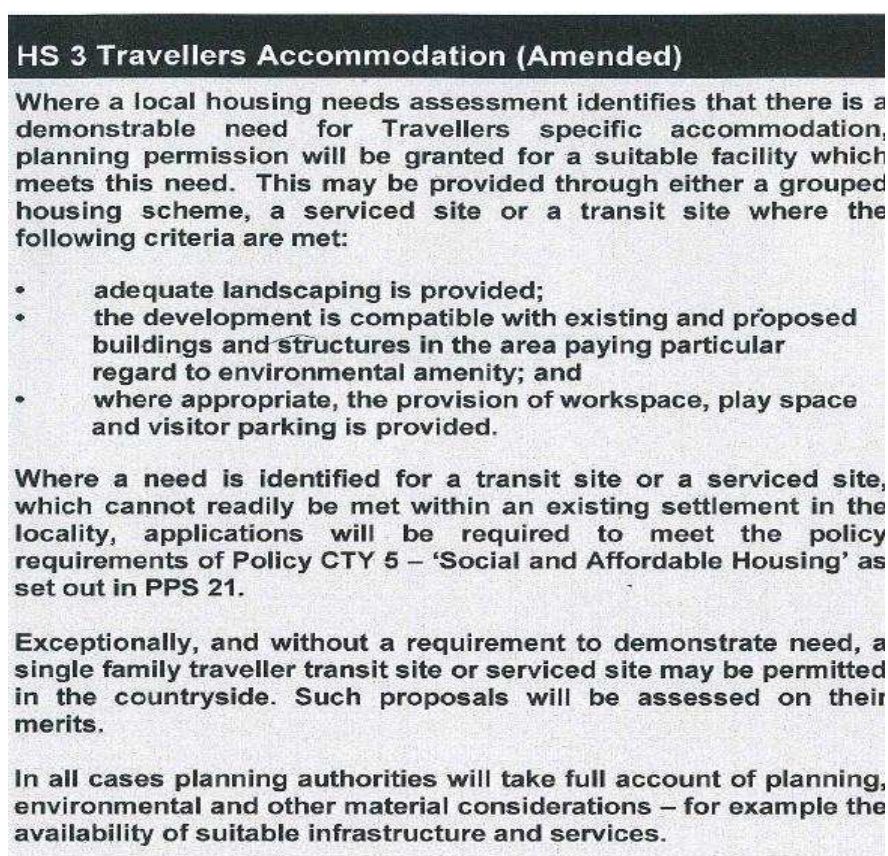 HS 3 Travellers Accommodation (Amended)
Where a local housing needs assessment identifies that there is a
demonstrable need for Travellers specific accommodation,
planning permission will be granted for a suitable facility which
meets this need. This may be provided through either a grouped
housing scheme, a serviced site or a transit site where the
following criteria are met:
• adequate landscaping is provided;
• the development is compatible with existing and proposed
buildings and structures in the area paying particular
regard to environmental amenity; and
• where appropriate, the provision of workspace, play space
and visitor parking is provided.
Where a need is identified for a transit site or a serviced site,
which cannot readily be met within an existing settlement in the
locality, applications will be required to meet the policy
requirements of Policy CTY 5 – ‘Social and Affordable Housing’ as
set out in PPS 21.
Exceptionally, and without a requirement to demonstrate need, a
single family traveller transit site or serviced site may be permitted
in the countryside. Such proposals will be assessed on their
merits.
In all cases planning authorities will take full account of planning,
environmental and other material considerations – for example the
availability of suitable infrastructure and services.